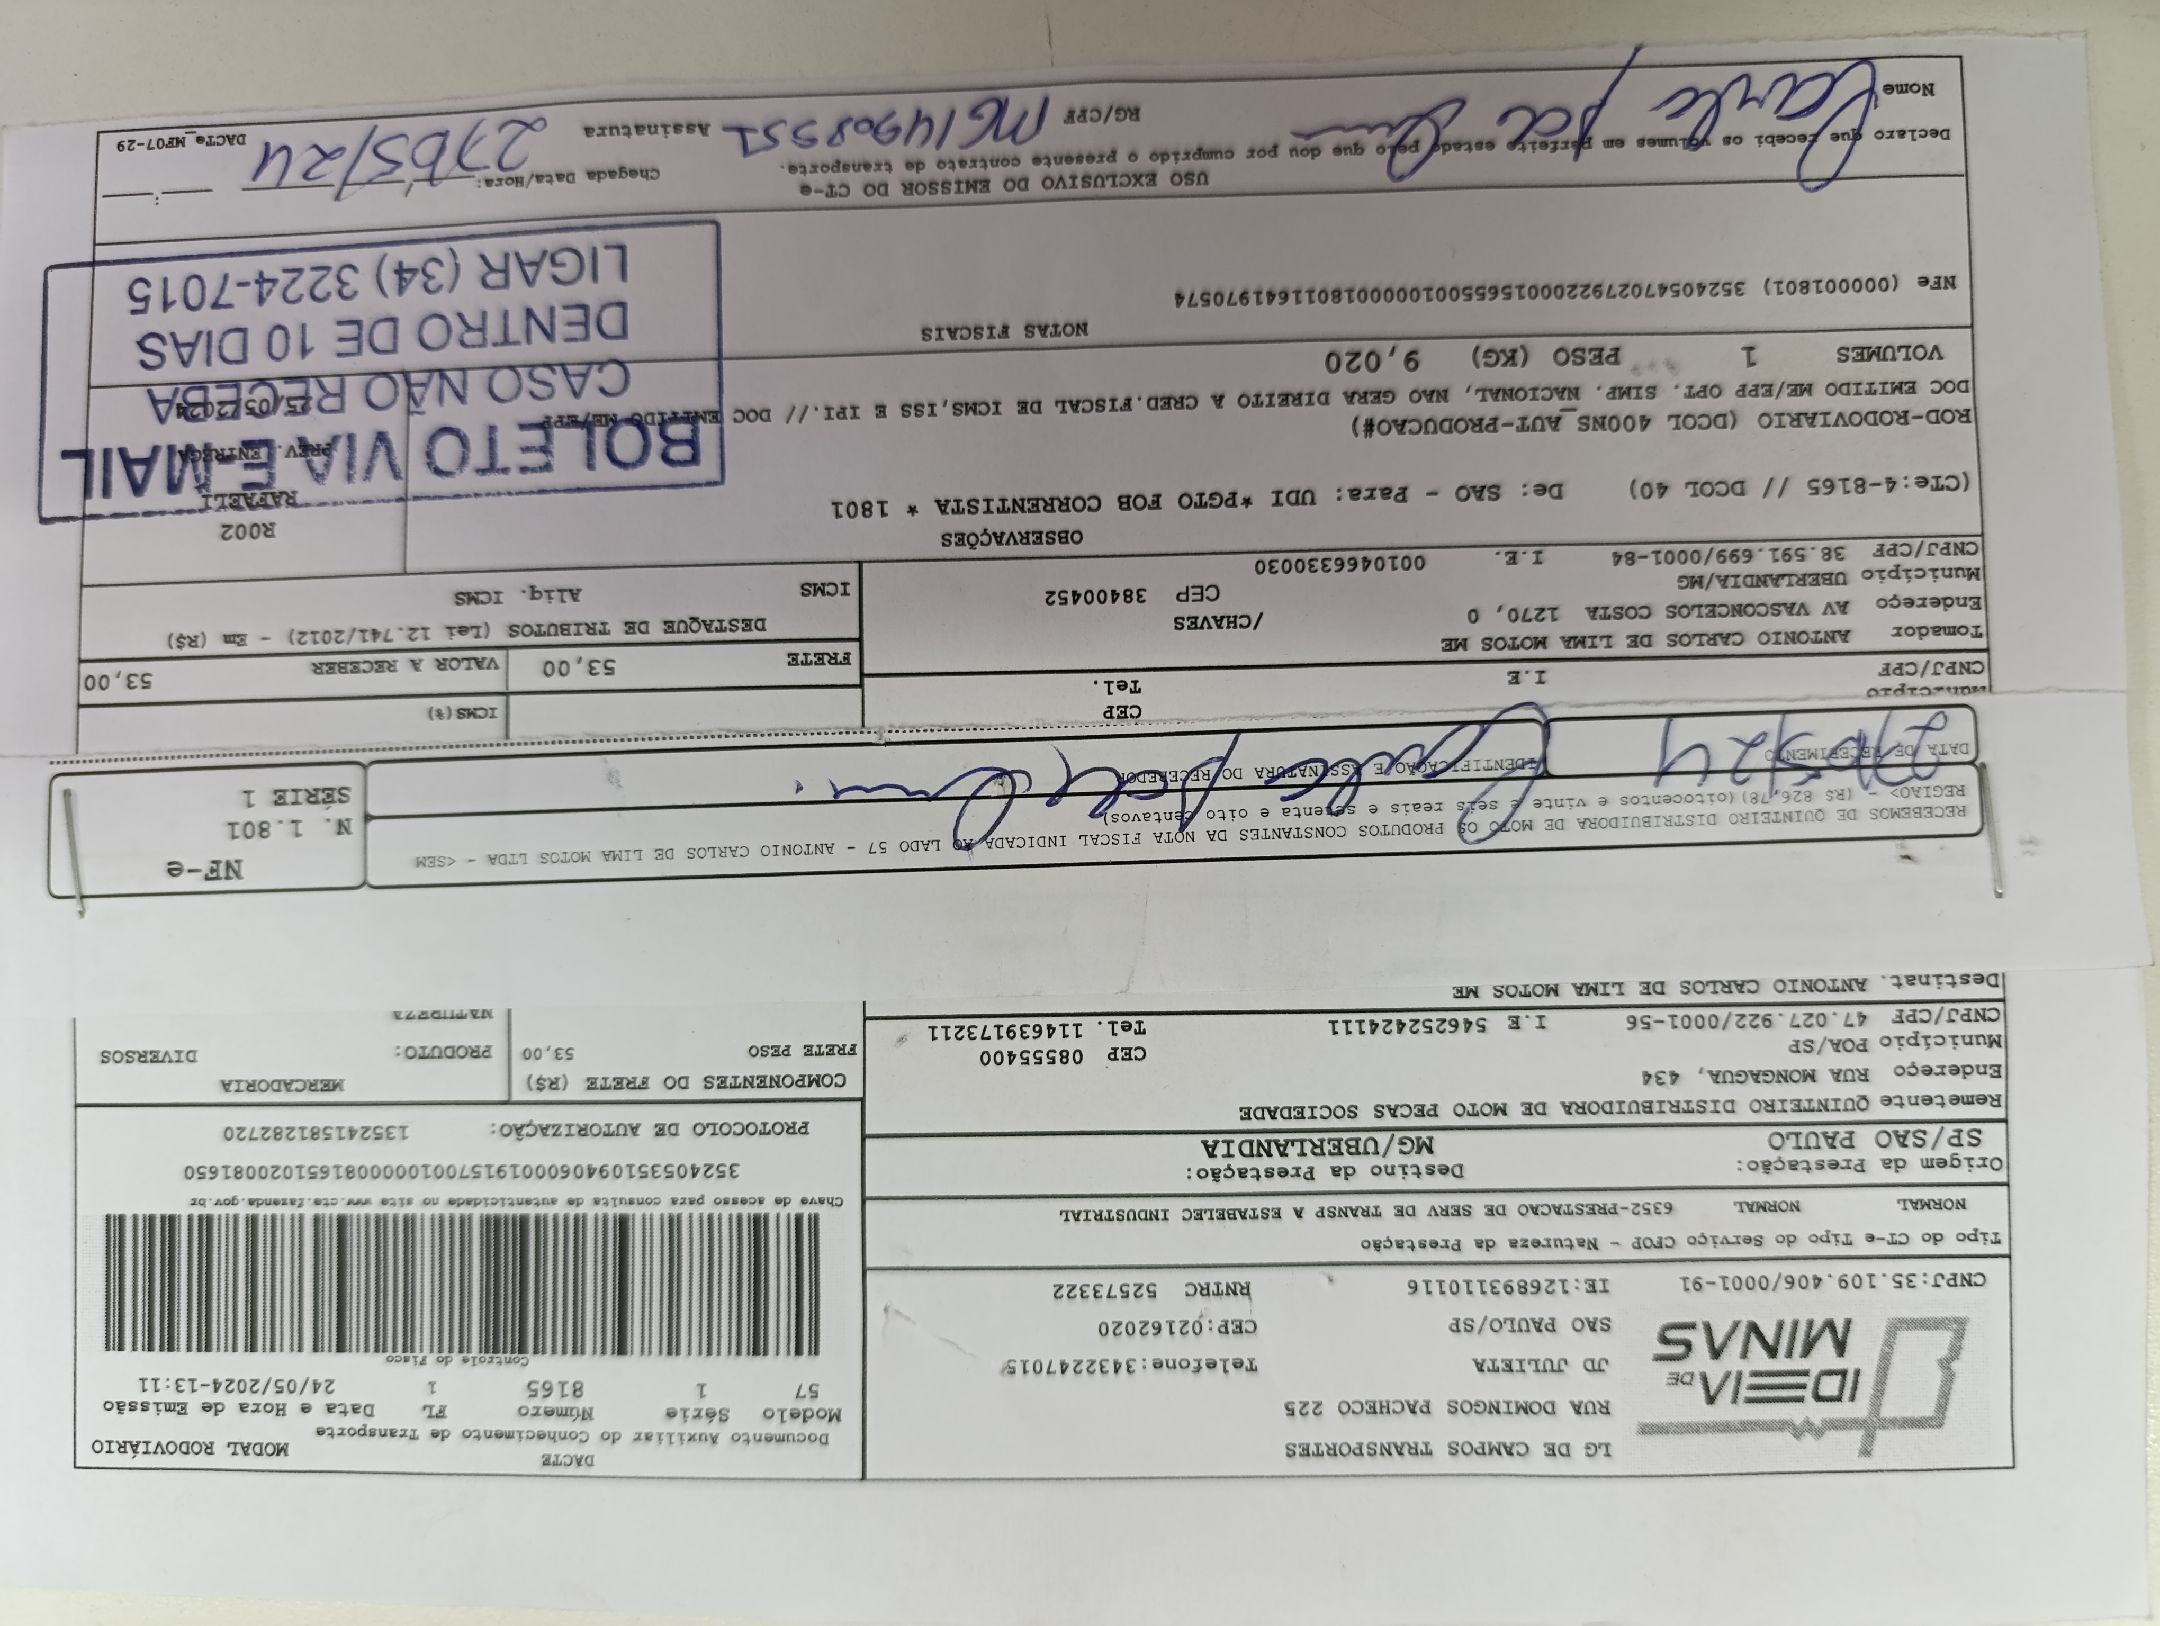 IDEIA DE
MINAS
LG DE CAMPOS TRANSPORTES
RUA DOMINGOS PACHECO 225
JD JULIETA Telefone:3432247015
SAO PAULO/SP CEP:02162020
CNPJ:35.109.406/0001-91 IE:126893110116 RNTRC 52573322
DACTE
Documento Auxiliar do Conhecimento de Transporte
MODAL RODOVIÁRIO
Modelo Série Número FL Data e Hora de Emissão
57 1 8165 1 24/05/2024-13:11
Controle do Fisco
Chave de acesso para consulta de autenticidade no site www.cte.fazenda.gov.br
35240535109406000191570010000081651020081650
PROTOCOLO DE AUTORIZAÇÃO: 135241581282720
Tipo do CT-e Tipo do Serviço CFOP - Natureza da Prestação
NORMAL NORMAL 6352-PRESTACAO DE SERV DE TRANSP A ESTABELEC INDUSTRIAL
Origem da Prestação: Destino da Prestação:
SP/SAO PAULO MG/UBERLANDIA
Remetente QUINTEIRO DISTRIBUIDORA DE MOTO PECAS SOCIEDADE
Endereço RUA MONGAGUA, 434
Município POA/SP CEP 08555400
CNPJ/CPF 47.027.922/0001-56 I.E 546252424111 Tel. 114639173211
Destinat. ANTONIO CARLOS DE LIMA MOTOS ME
COMPONENTES DO FRETE (R$) MERCADORIA
FRETE PESO 53,00 PRODUTO: DIVERSOS
NATUREZA
RECEBEMOS DE QUINTEIRO DISTRIBUIDORA DE MOTO OS PRODUTOS CONSTANTES DA NOTA FISCAL INDICADA AO LADO 57 - ANTONIO CARLOS DE LIMA MOTOS LTDA - <SEM
REGIAO> - (R$ 826,78) (oitocentos e vinte e seis reais e setenta e oito centavos)
DATA DE RECEBIMENTO IDENTIFICAÇÃO E ASSINATURA DO RECEBEDOR
27/05/24
NF-e
N. 1.801
SÉRIE 1
Município CEP
CNPJ/CPF I.E Tel.
ICMS(%)
FRETE 53,00 VALOR A RECEBER 53,00
Tomador ANTONIO CARLOS DE LIMA MOTOS ME
Endereço AV VASCONCELOS COSTA 1270, 0 /CHAVES
Município UBERLANDIA/MG CEP 38400452
CNPJ/CPF 38.591.699/0001-84 I.E. 0010466330030
DESTAQUE DE TRIBUTOS (Lei 12.741/2012) - Em (R$)
ICMS Aliq. ICMS
OBSERVAÇÕES
(CTe:4-8165 // DCOL 40) De: SAO - Para: UDI *PGTO FOB CORRENTISTA * 1801
R002
RAFAELI
PREV. ENTREGA
25/05/2024
ROD-RODOVIARIO (DCOL 400NS_AUT-PRODUCAO#)
DOC EMITIDO ME/EPP OPT. SIMP. NACIONAL, NAO GERA DIREITO A CRED.FISCAL DE ICMS,ISS E IPI.// DOC EMITIDO ME/EPP
VOLUMES 1 PESO (KG) 9,020
NOTAS FISCAIS
NFe (000001801) 35240547027922000156550010000018011641970574
BOLETO VIA E-MAIL
CASO NÃO RECEBA
DENTRO DE 10 DIAS
LIGAR (34) 3224-7015
USO EXCLUSIVO DO EMISSOR DO CT-e
Declaro que recebi os volumes em perfeito estado pelo que dou por cumprido o presente contrato de transporte.
Chegada Data/Hora: 27/05/24
Nome RG/CPF MG14908551 Assinatura
DACTe_MF07-29